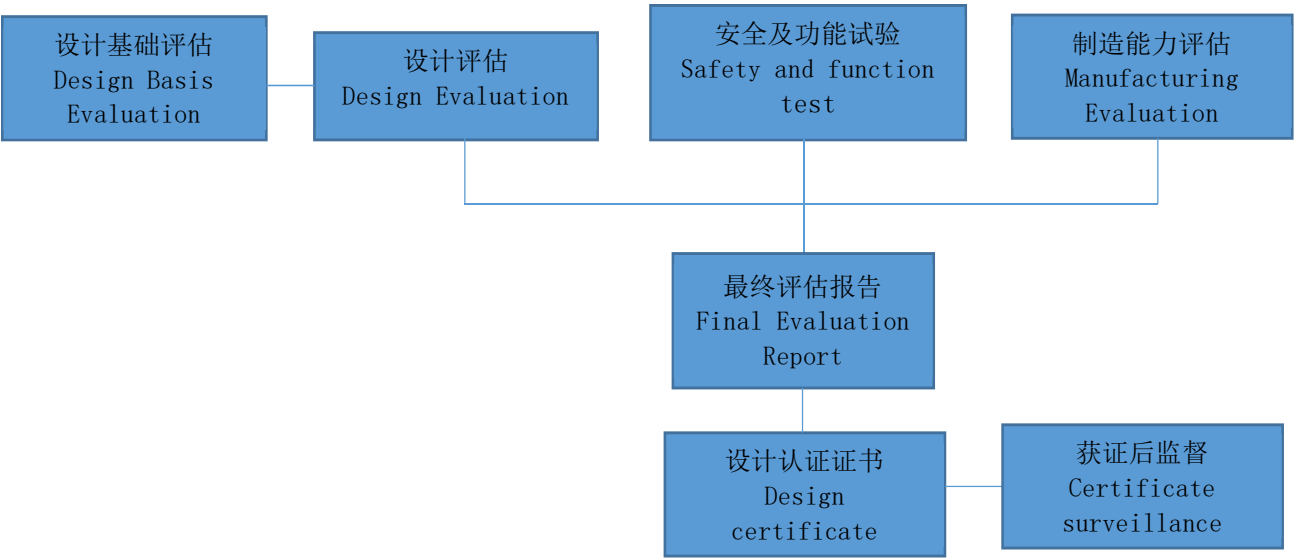 设计基础评估
Design Basis
Evaluation
设计评估
Design Evaluation
安全及功能试验
Safety and function
test
制造能力评估
Manufacturing
Evaluation
最终评估报告
Final Evaluation
Report
设计认证证书
Design
certificate
获证后监督
Certificate
surveillance